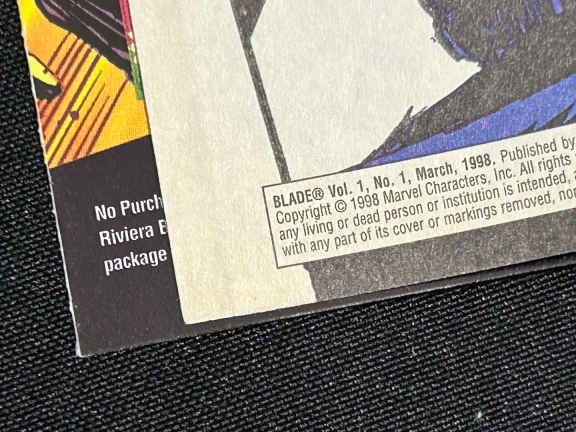 BLADE® Vol. 1, No. 1, March, 1998. Published by
Copyright © 1998 Marvel Characters, Inc. All rights
any living or dead person or institution is intended, a
with any part of its cover or markings removed, no
No Purch
Riviera B
package